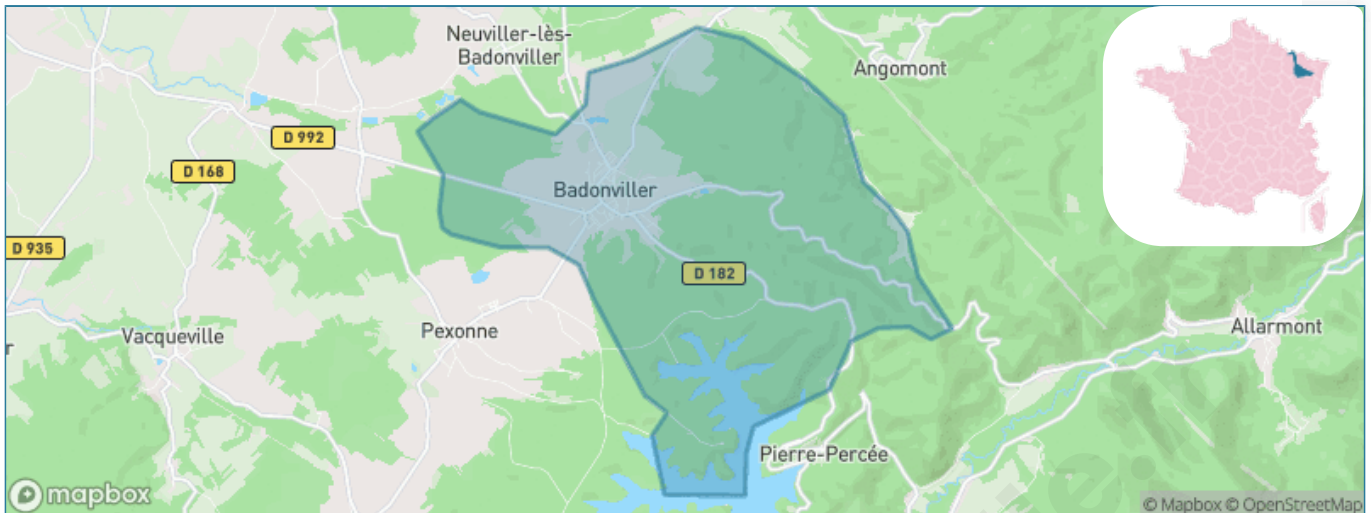 Neuviller-lès-
Badonviller
Angomont
D 992
D 168
Badonviller
D 935
D 182
Vacqueville
Pexonne
Allarmont
r
Pierre-Percée
mapbox
© Mapbox © OpenStreetMap